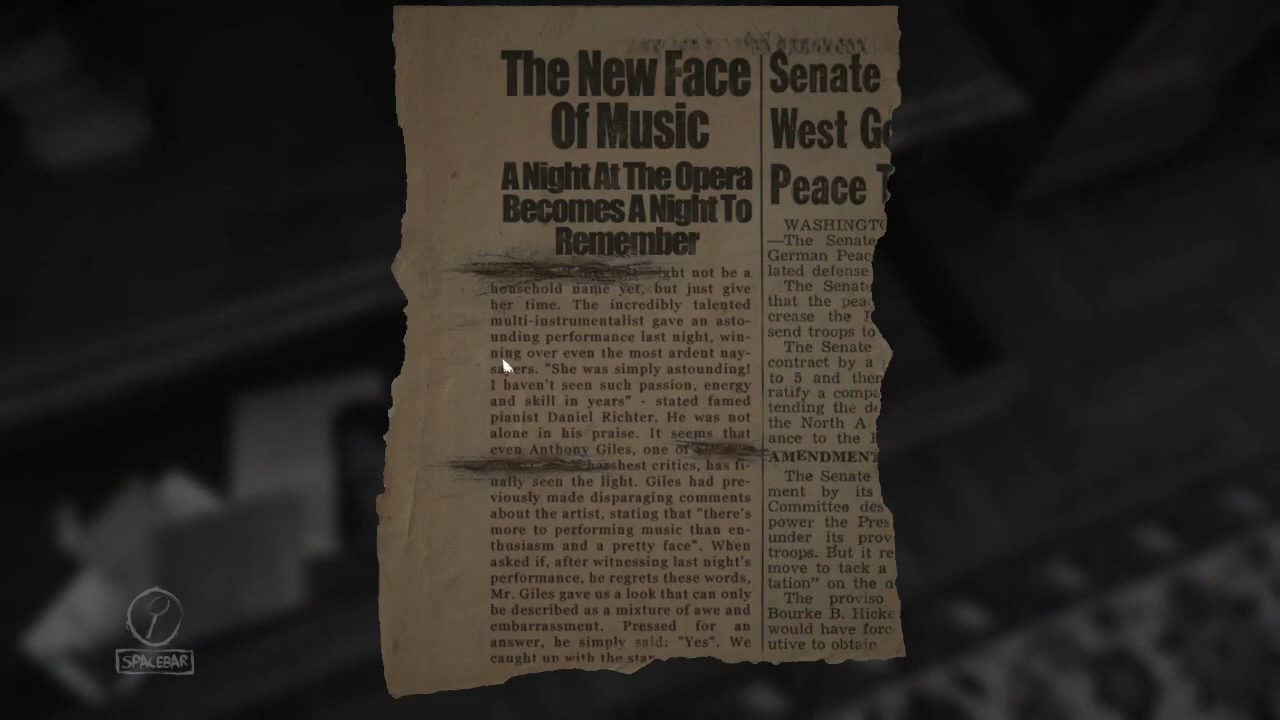 The New Face
Of Music
A Night At The Opera
Becomes A Night To
Remember
not be a
household name yet, but just give
her time. The incredibly talented
multi-instrumentalist gave an asto-
unding performance last night, win-
ning over even the most ardent nay-
sayers. "She was simply astounding!
I haven't seen such passion, energy
and skill in years" - stated famed
pianist Daniel Richter. He was not
alone in his praise. It seems that
even Anthony Giles, one of
harshest critics, has fi-
nally seen the light. Giles had pre-
viously made disparaging comments
about the artist, stating that "there's
more to performing music than en-
thusiasm and a pretty face". When
asked if, after witnessing last night's
performance, he regrets these words,
Mr. Giles gave us a look that can only
be described as a mixture of awe and
embarrassment. Pressed for an
answer, he simply said: "Yes". We
caught up with the star
Senate
West Go
Peace T
WASHINGTO
—The Senate
German Peac
lated defense
The Senate
that the pea
crease the
send troops to
The Senate
contract by a
to 5 and then
ratify a compa
tending the de
the North A
ance to the
AMENDMENT
The Senate
ment by its
Committee des
power the Pres
under its prov
troops. But it re
move to tack a
tation" on the a
The proviso
Bourke B. Hicke
would have forc
utive to obtain
SPACEBAR